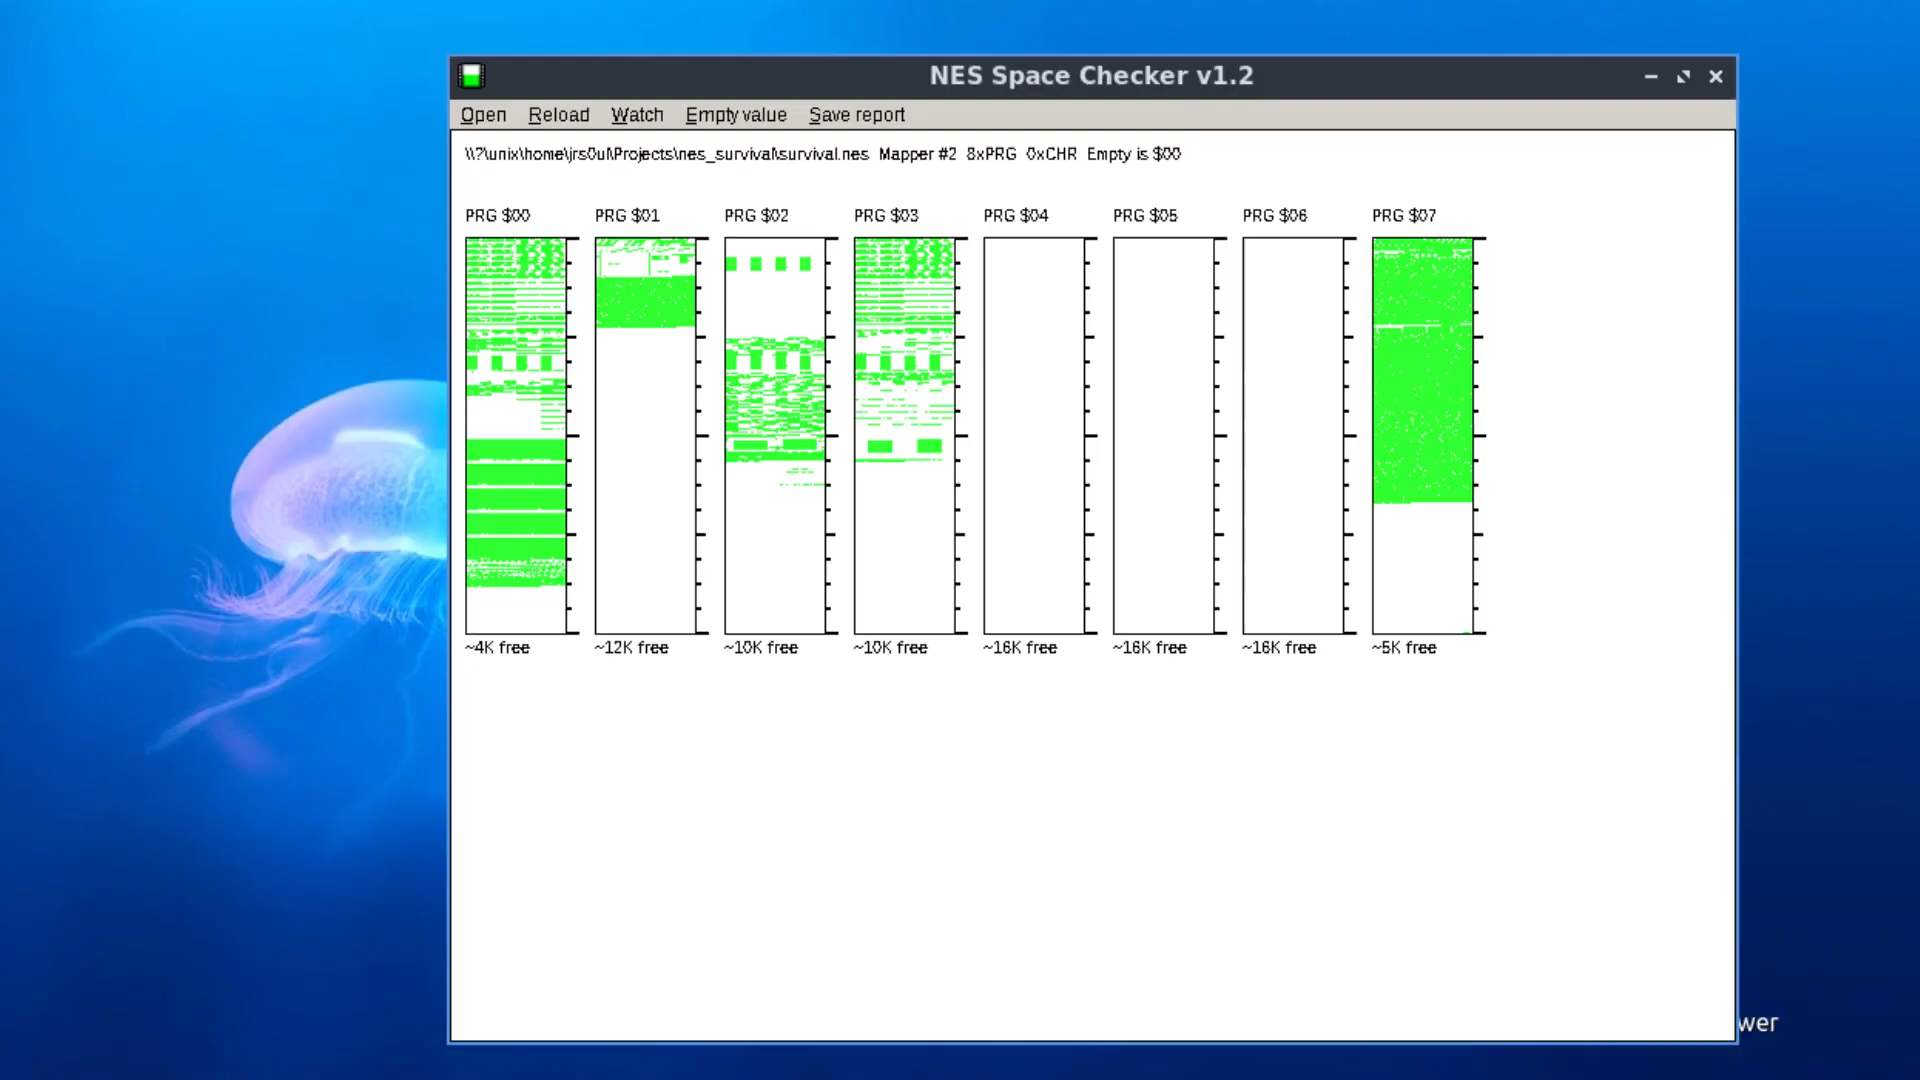 NES Space Checker v1.2
Open Reload Watch Empty value Save report
\\?\unix\home\jrs0ul\Projects\nes_survival\survival.nes Mapper #2 8xPRG 0xCHR Empty is $00
PRG $00 PRG $01 PRG $02 PRG $03 PRG $04 PRG $05 PRG $06 PRG $07
~4K free ~12K free ~10K free ~10K free ~16K free ~16K free ~16K free ~5K free
wer